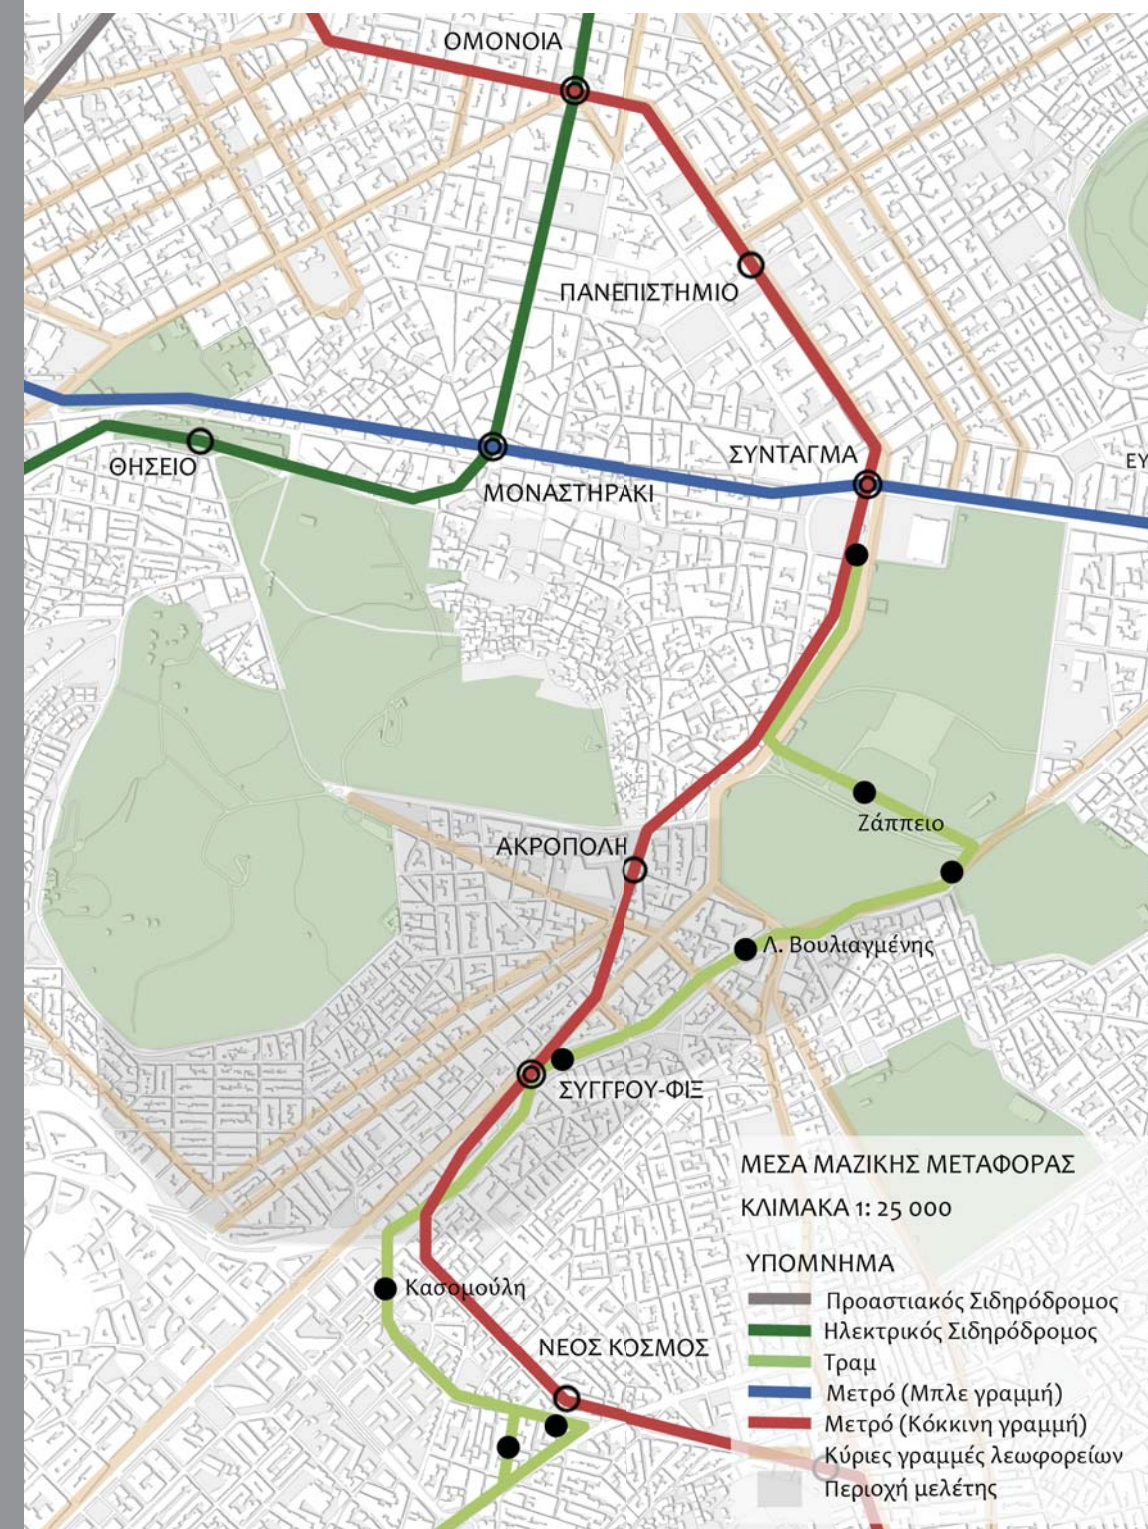 ΟΜΟΝΟΙΑ
ΠΑΝΕΠΙΣΤΗΜΙΟ
ΣΥΝΤΑΓΜΑ
ΕΥ
ΘΗΣΕΙΟ
ΜΟΝΑΣΤΗΡΑΚΙ
Ζάππειο
ΑΚΡΟΠΟΛΗ
Λ. Βουλιαγμένης
ΣΥΓΓΡΟΥ-ΦΙΞ
Κασομούλη
ΝΕΟΣ ΚΟΣΜΟΣ
ΜΕΣΑ ΜΑΖΙΚΗΣ ΜΕΤΑΦΟΡΑΣ
ΚΛΙΜΑΚΑ 1: 25 000
ΥΠΟΜΝΗΜΑ
Προαστιακός Σιδηρόδρομος
Ηλεκτρικός Σιδηρόδρομος
Τραμ
Μετρό (Μπλε γραμμή)
Μετρό (Κόκκινη γραμμή)
Κύριες γραμμές λεωφορείων
Περιοχή μελέτης